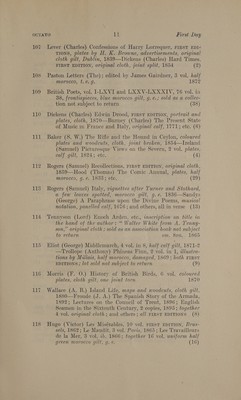 OCTAVO 11 First Day
107 Lever (Charles) Confessions of Harry Lorrequer, FIRST EDI-
TION, plates by H. K. Browne, advertisements, original
cloth gilt, Dublin, 1839—Dickens (Charles) Hard Times,
FIRST EDITION, original cloth, joint split, 1854 (2)
108 Paston Letters (The) edited by James Gairdner, 3 vol. half
morocco, t. e. g. 1872
109 British Poets, vol. I-LXVI and LXXV-LXXXIV, 76 vol. in
38, frontispieces, blue morocco gilt, g. e.; sold as a collec-
tion not subject to return (38)
110 Dickens (Charles) Edwin Drood, FIRST EDITION, portrait and
plates, cloth, 1870—Burney (Charles) The Present State
of Music in France and Italy, original calf, 1771; etc. (8)
111 Baker (S. W.) The Rifle and the Hound in Ceylon, coloured
plates and woodcuts, cloth, joint broken, 1854—Ireland
(Samuel) Picturesque Views on the Severn, 2 vol. plates,
calf gilt, 1824; etc. (4)
112 Rogers (Samuel) Recollections, FIRST EDITION, original cloth,
1859—Hood (Thomas) The Comic Annual, plates, half
morocco, g. e. 1832; etc. (29)
113 Rogers (Samuel) Italy, vignettes after Turner and Stothard,
a few leaves spotted, morocco gilt, g. e. 1830—Sandys
(George) A Paraphrase upon the Divine Poems, musical
notation, panelled calf, 1678; and others, all in verse (15)
114 Tennyson (Lord) Enoch Arden, etc., inscription on title in
the hand of the author: " Walter White from A. Tenny-
son," original cloth; sold as an association book not subject
to return cr. 8vo. 1865
115 Eliot (George) Middlemarch, 4 vol. in 8, half calf gilt, 1871-2
—Trollope (Anthony) Phineas Finn, 2 vol. in 1, illustra-
tions by Millais, half morocco, damaged, 1869; both FIRST
EDITIONS; lot sold not subject to return (9)
116 Morris (F. O.) History of British Birds, 6 vol. coloured
plates, cloth gilt, one joint torn 1870
117 Wallace (A. R.) Island Life, maps and woodcuts, cloth gilt,
1880—Froude (J. A.) The Spanish Story of the Armada,
1892; Lectures on the Council of Trent, 1896; English
Seamen in the Sixteenth Century, 2 copies, 1895; together
4 vol. original cloth; and others; all FIRST EDITIONS (8)
118 Hugo (Victor) Les Misérables, 10 vol. FIRST EDITION, Brus-
sels, 1862; Le Maudit, 3 vol. Paris, 1863; Les Travailleurs
de la Mer, 3 vol. ib. 1866; together 16 vol. uniform half
green morocco gilt, g. e. (16)